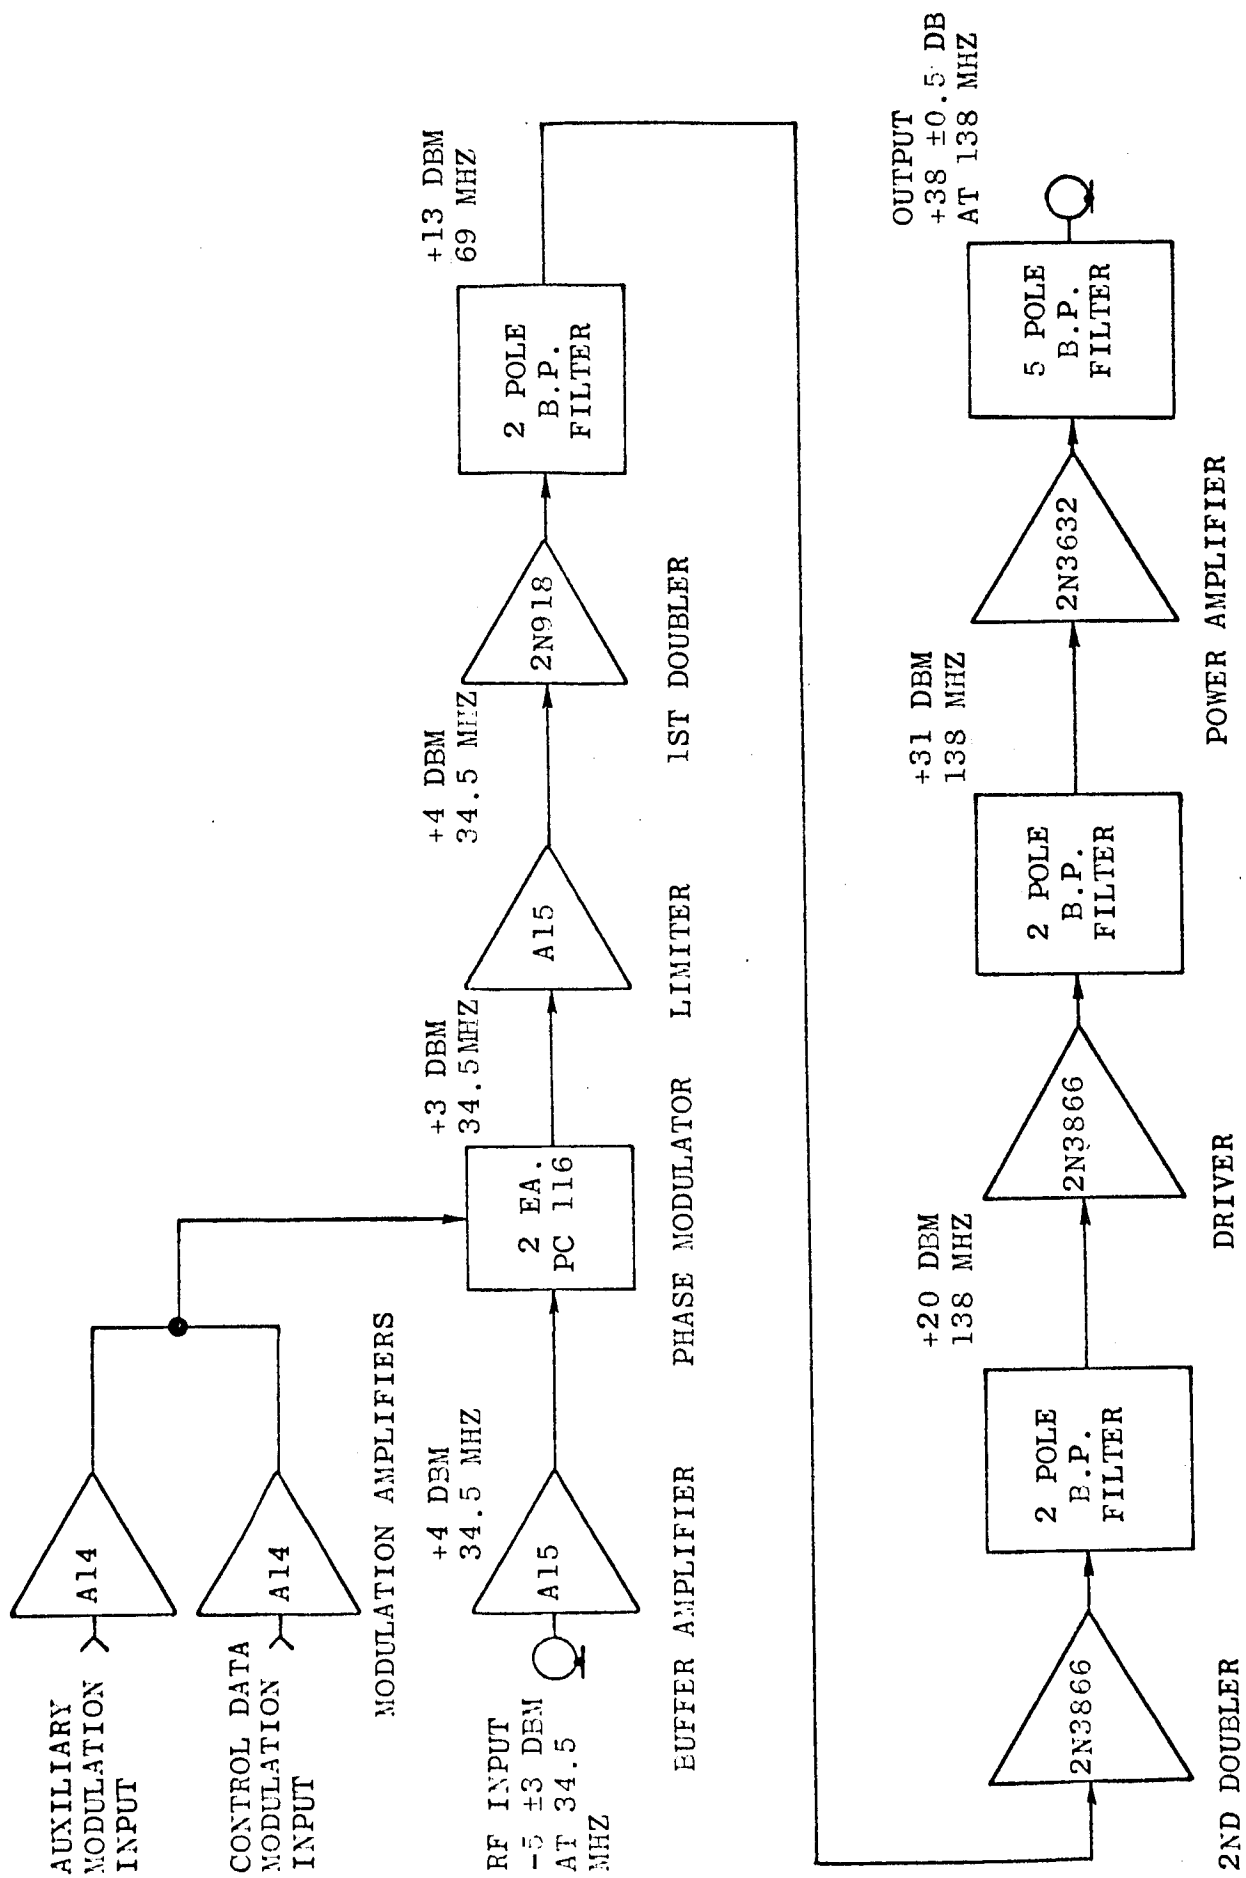 AUXILIARY
MODULATION
INPUT
A14
CONTROL DATA
MODULATION
INPUT
A14
MODULATION AMPLIFIERS
RF INPUT
-5 ±3 DBM
AT 34.5
MHZ
A15
BUFFER AMPLIFIER
+4 DBM
34.5 MHZ
2 EA.
PC 116
PHASE MODULATOR
+3 DBM
34.5MHZ
A15
LIMITER
+4 DBM
34.5 MHZ
2N918
1ST DOUBLER
2 POLE
B.P.
FILTER
+13 DBM
69 MHZ
2N3866
2ND DOUBLER
2 POLE
B.P.
FILTER
+20 DBM
138 MHZ
2N3866
DRIVER
2 POLE
B.P.
FILTER
+31 DBM
138 MHZ
2N3632
POWER AMPLIFIER
5 POLE
B.P.
FILTER
OUTPUT
+38 ±0.5 DB
AT 138 MHZ